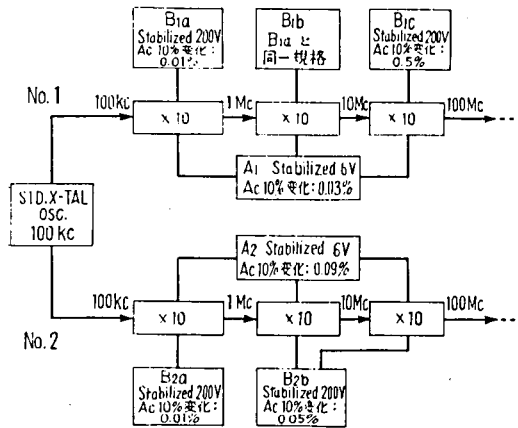 B1a
Stabilized 200V
Ac 10% 変化:
0.01%
B1b
B1a と
同一規格
B1c
Stabilized 200V
Ac 10% 変化:
0.5%
No.1
100kc
×10
1Mc
×10
10Mc
×10
100Mc
A1 Stabilized 6V
Ac 10% 変化: 0.03%
STD. X-TAL
OSC.
100 kc
A2 Stabilized 6V
Ac 10% 変化: 0.09%
100kc
×10
1Mc
×10
10Mc
×10
100Mc
No.2
B2a
Stabilized 200V
Ac 10% 変化:
0.01%
B2b
Stabilized 200V
Ac 10% 変化:
0.05%